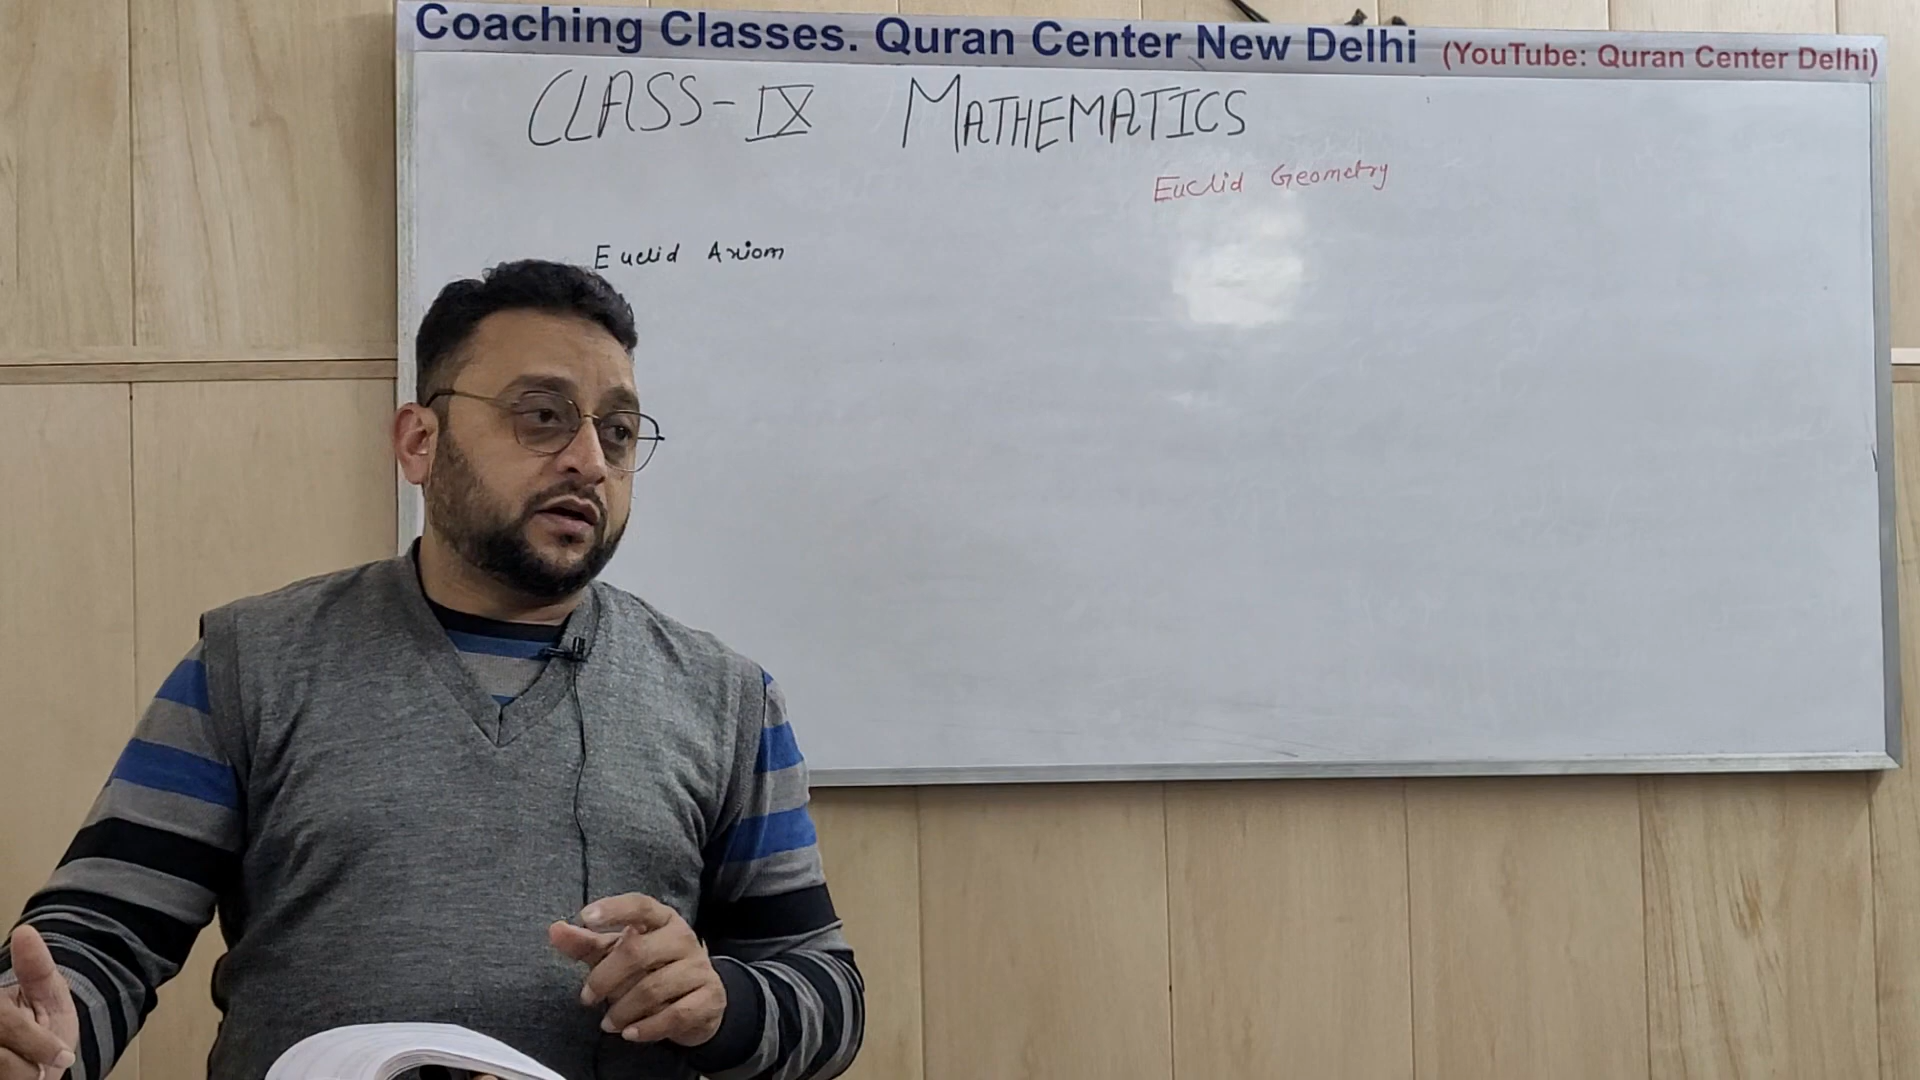 Coaching Classes. Quran Center New Delhi (YouTube: Quran Center Delhi)
CLASS-IX MATHEMATICS
Euclid Geometry
Euclid Axiom